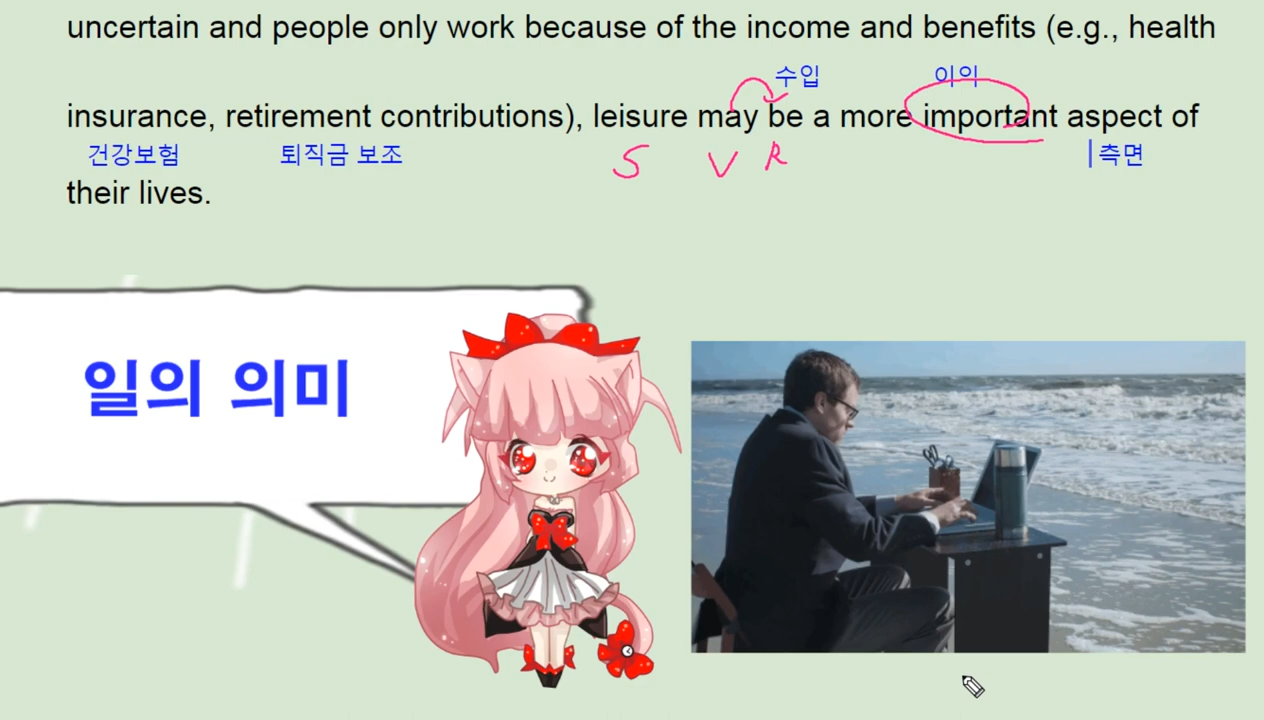 uncertain and people only work because of the income and benefits (e.g., health
수입 이익
insurance, retirement contributions), leisure may be a more important aspect of
S V R
건강보험 퇴직금 보조 측면
their lives.
일의 의미